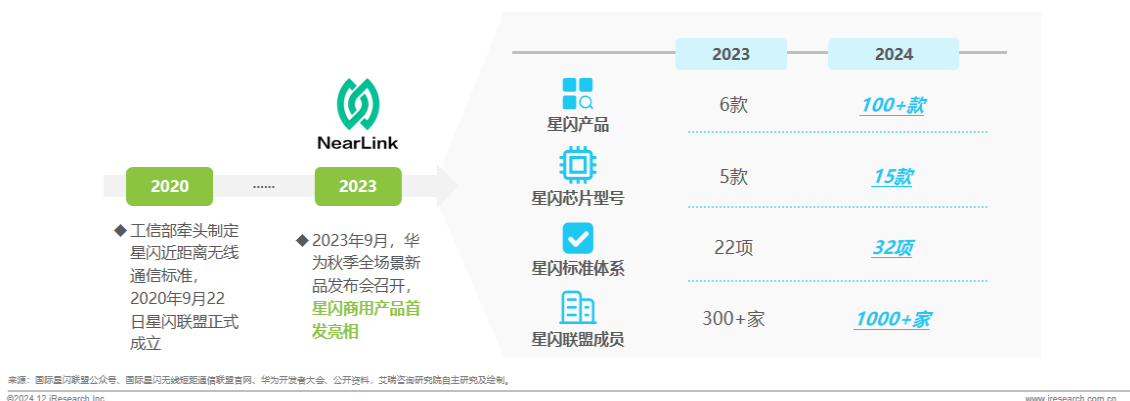 NearLink
2020
......
2023
◆工信部牵头制定
星闪近距离无线
通信标准，
2020年9月22
日星闪联盟正式
成立
◆2023年9月，华
为秋季全场景新
品发布会召开，
星闪商用产品首
发亮相
2023 2024
星闪产品 6款 100+款
星闪芯片型号 5款 15款
星闪标准体系 22项 32项
星闪联盟成员 300+家 1000+家
来源：国际星闪联盟公众号、国际星闪无线短距通信联盟官网、华为开发者大会、公开资料，艾瑞咨询研究院自主研究及绘制。
©2024.12 iResearch Inc. www.iresearch.com.cn